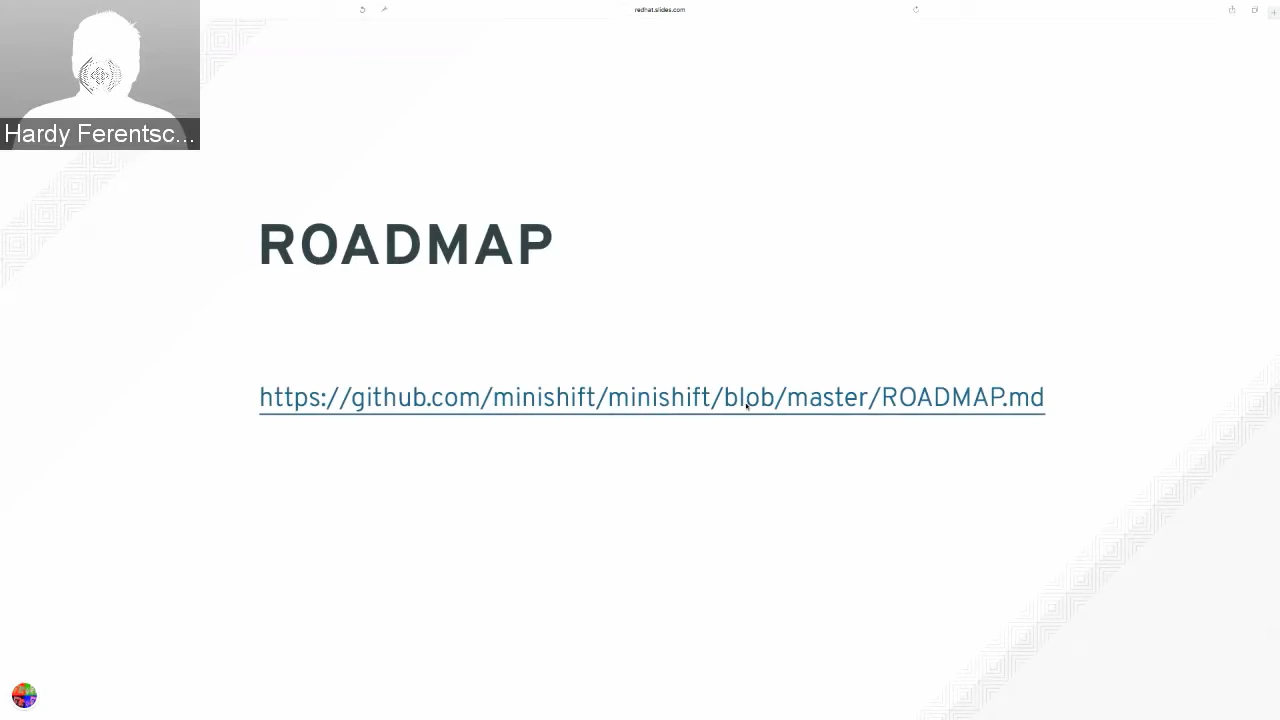 redhat.slides.com
Hardy Ferentsc...
ROADMAP
https://github.com/minishift/minishift/blob/master/ROADMAP.md